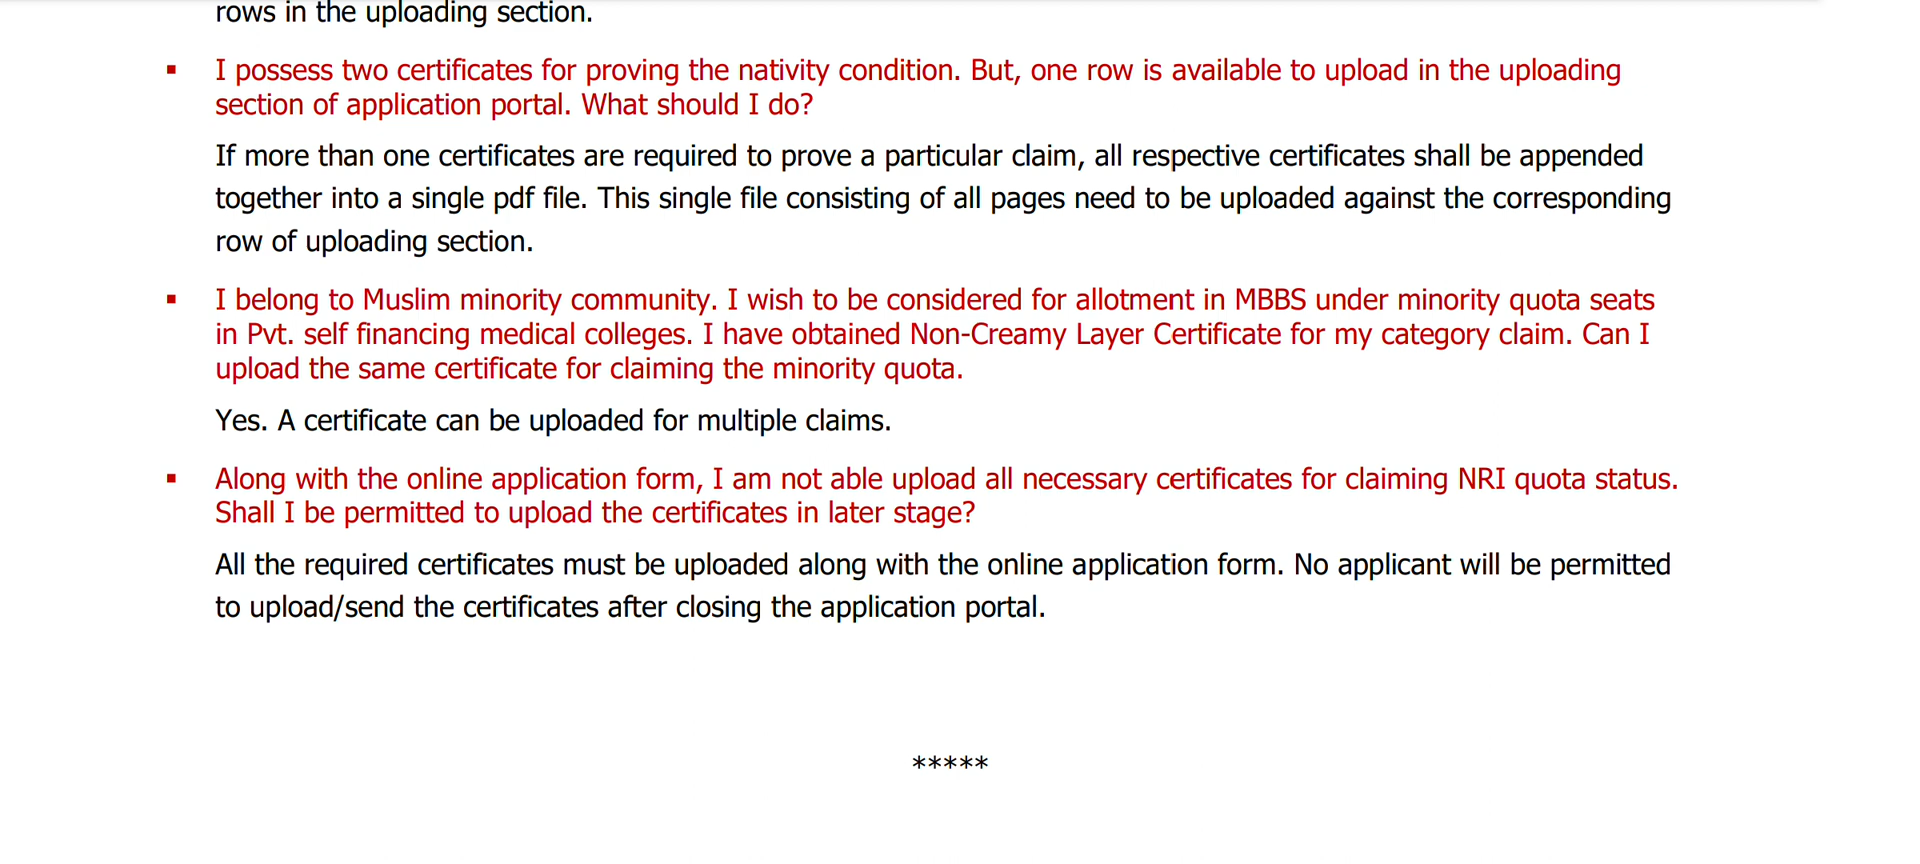 rows in the uploading section.
▪ I possess two certificates for proving the nativity condition. But, one row is available to upload in the uploading
section of application portal. What should I do?
If more than one certificates are required to prove a particular claim, all respective certificates shall be appended
together into a single pdf file. This single file consisting of all pages need to be uploaded against the corresponding
row of uploading section.
▪ I belong to Muslim minority community. I wish to be considered for allotment in MBBS under minority quota seats
in Pvt. self financing medical colleges. I have obtained Non-Creamy Layer Certificate for my category claim. Can I
upload the same certificate for claiming the minority quota.
Yes. A certificate can be uploaded for multiple claims.
▪ Along with the online application form, I am not able upload all necessary certificates for claiming NRI quota status.
Shall I be permitted to upload the certificates in later stage?
All the required certificates must be uploaded along with the online application form. No applicant will be permitted
to upload/send the certificates after closing the application portal.
*****